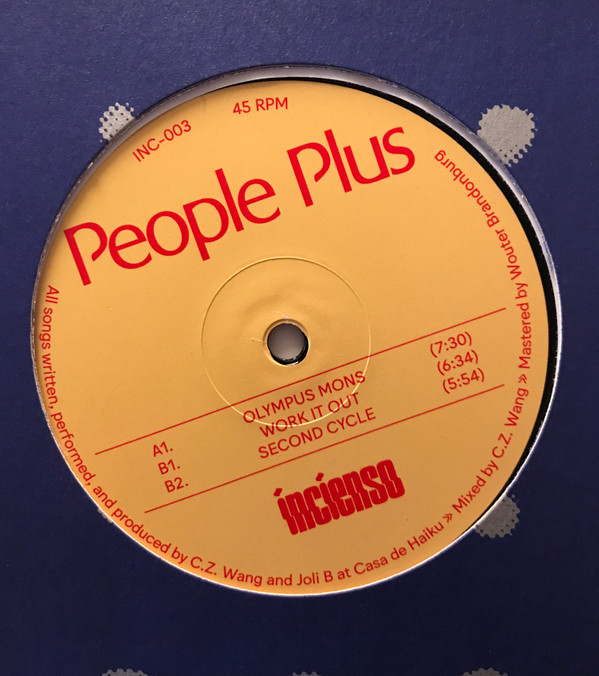 INC-003
45 RPM
People Plus
A1. OLYMPUS MONS (7:30)
B1. WORK IT OUT (6:34)
B2. SECOND CYCLE (5:54)
incienso
All songs written, performed, and produced by C.Z. Wang and Joli B at Casa de Haiku » Mixed by C.Z. Wang » Mastered by Wouter Brandonburg